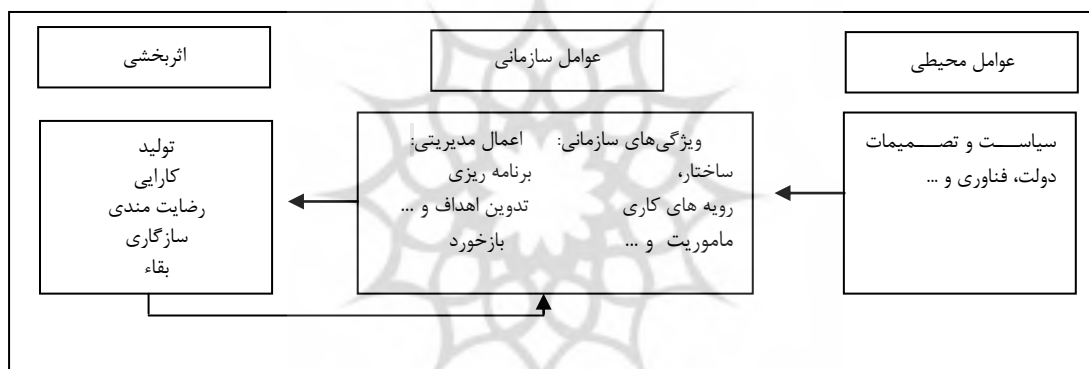 عوامل محیطی
عوامل سازمانی
اثربخشی
سیاست و تصمیمات
دولت، فناوری و ...
ویژگی‌های سازمانی:
ساختار،
رویه های کاری
ماموریت و ...
اعمال مدیریتی:
برنامه ریزی
تدوین اهداف و ...
بازخورد
تولید
کارایی
رضایت مندی
سازگاری
بقاء